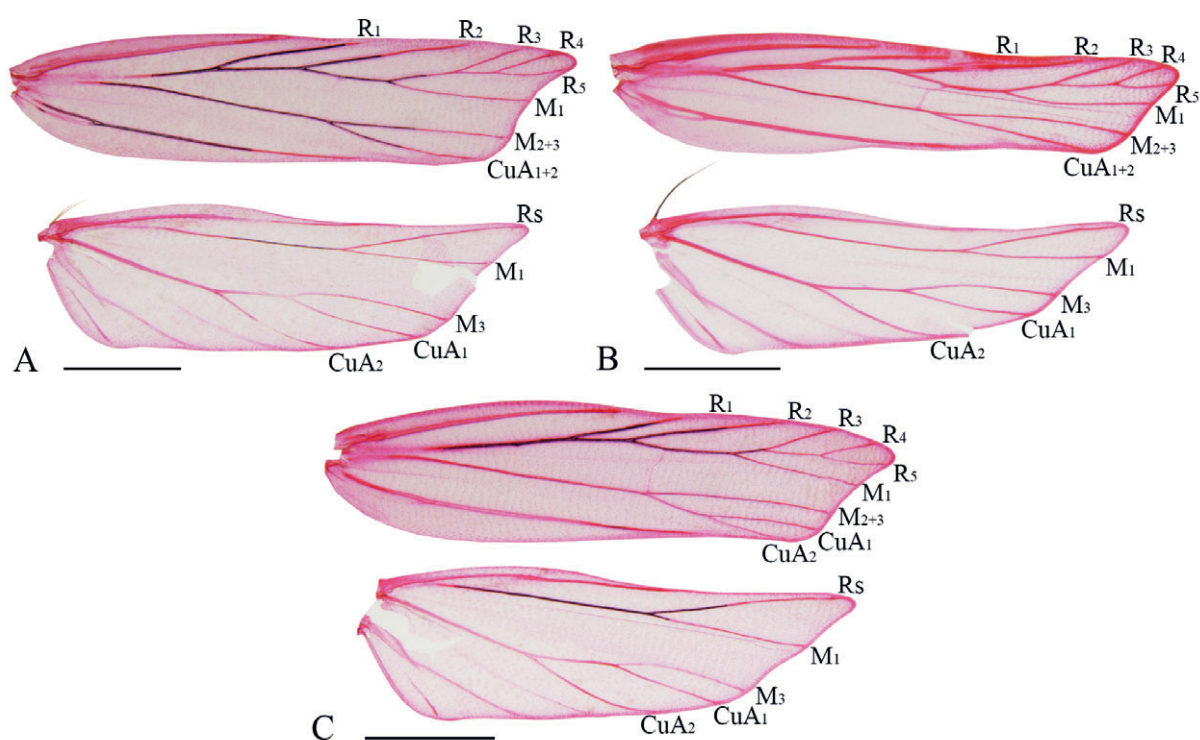 R1 R2 R3 R4
R5
M1
M2+3
CuA1+2
Rs
M1
M3
CuA1
CuA2
A
R1 R2 R3 R4
R5
M1
M2+3
CuA1+2
Rs
M1
M3
CuA1
CuA2
B
R1 R2 R3 R4
R5
M1
M2+3
CuA1
CuA2
Rs
M1
M3
CuA1
CuA2
C